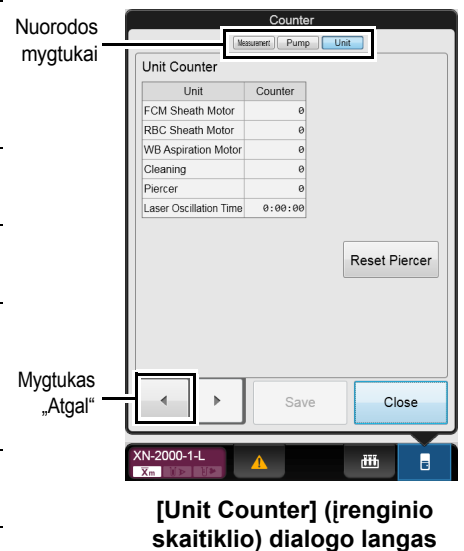 Counter
Nuorodos
mygtukai
Measurement Pump Unit
Unit Counter
Unit Counter
FCM Sheath Motor 0
RBC Sheath Motor 0
WB Aspiration Motor 0
Cleaning 0
Piercer 0
Laser Oscillation Time 0:00:00
Reset Piercer
Mygtukas
„Atgal“
Save Close
XN-2000-1-L
Xm
[Unit Counter] (įrenginio
skaitiklio) dialogo langas